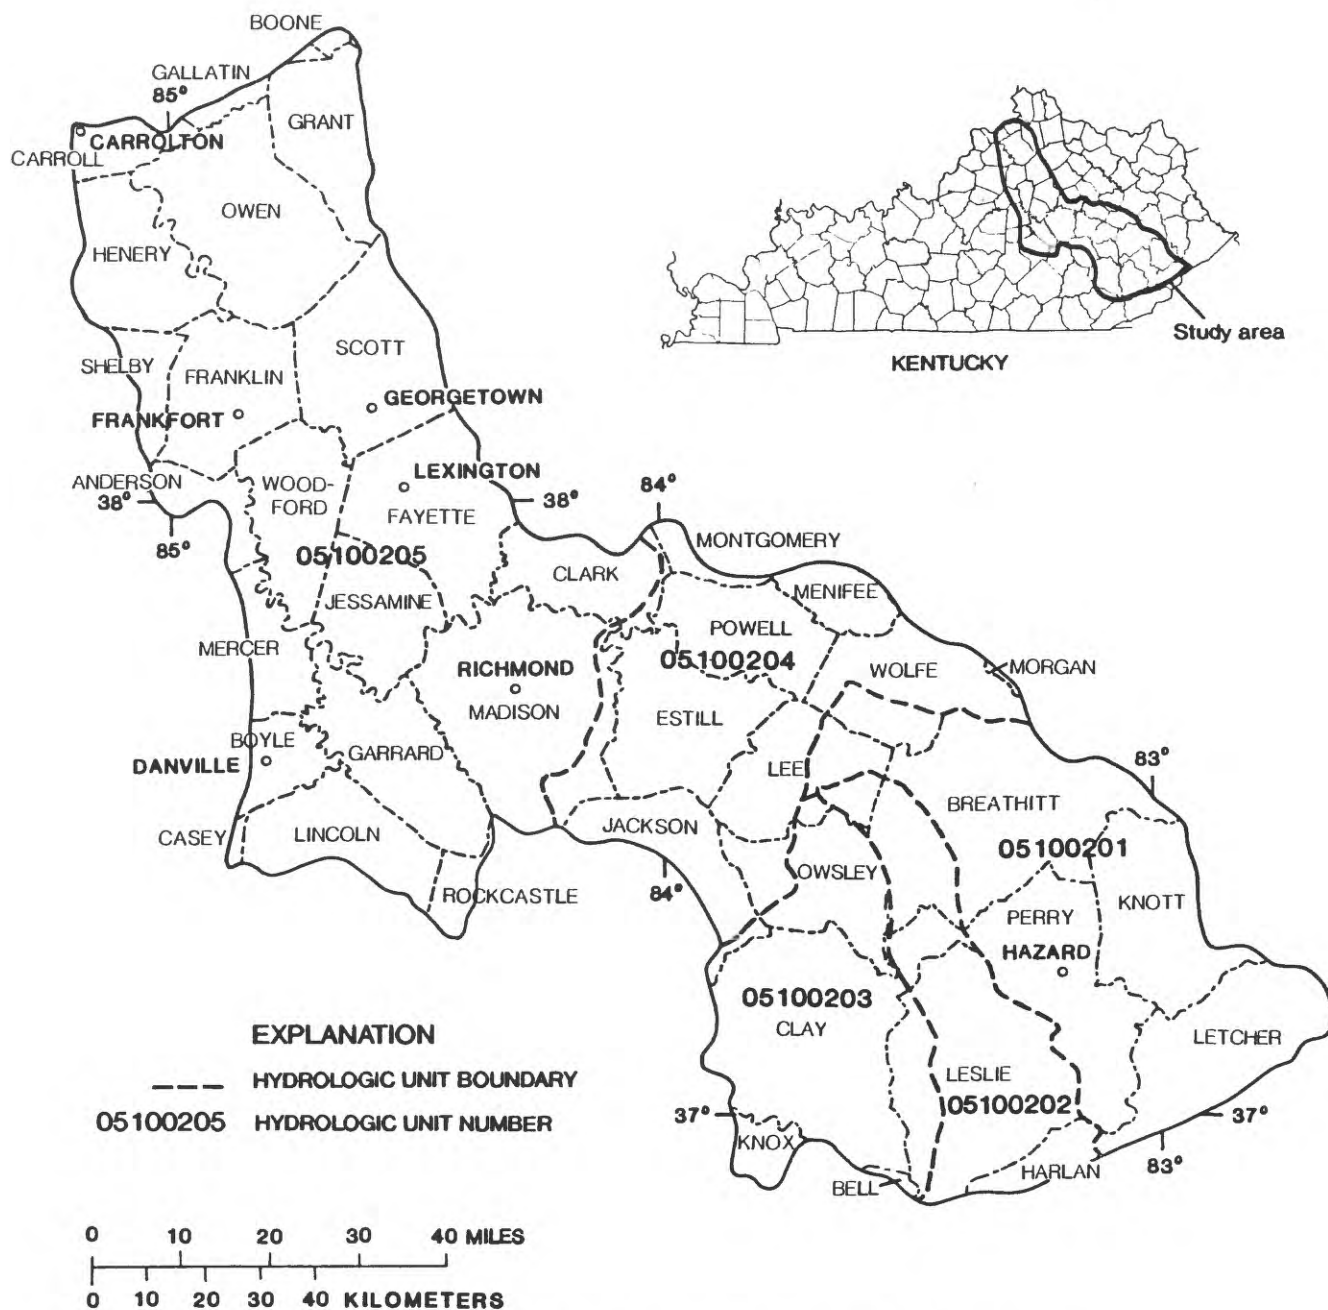 BOONE
GALLATIN
85°
GRANT
CARROLTON
CARROLL
OWEN
HENERY
Study area
KENTUCKY
SCOTT
SHELBY
FRANKLIN
GEORGETOWN
FRANKFORT
LEXINGTON
ANDERSON
WOOD-
FORD
38°
38°
84°
85°
FAYETTE
MONTGOMERY
05100205
CLARK
MENIFEE
JESSAMINE
POWELL
MERCER
05100204
RICHMOND
WOLFE
MORGAN
MADISON
ESTILL
BOYLE
GARRARD
DANVILLE
LEE
83°
BREATHITT
CASEY
LINCOLN
JACKSON
05100201
OWSLEY
ROCKCASTLE
84°
PERRY
KNOTT
HAZARD
05100203
CLAY
LETCHER
LESLIE
05100202
37°
37°
KNOX
83°
HARLAN
BELL
EXPLANATION
HYDROLOGIC UNIT BOUNDARY
05100205 HYDROLOGIC UNIT NUMBER
0 10 20 30 40 MILES
0 10 20 30 40 KILOMETERS